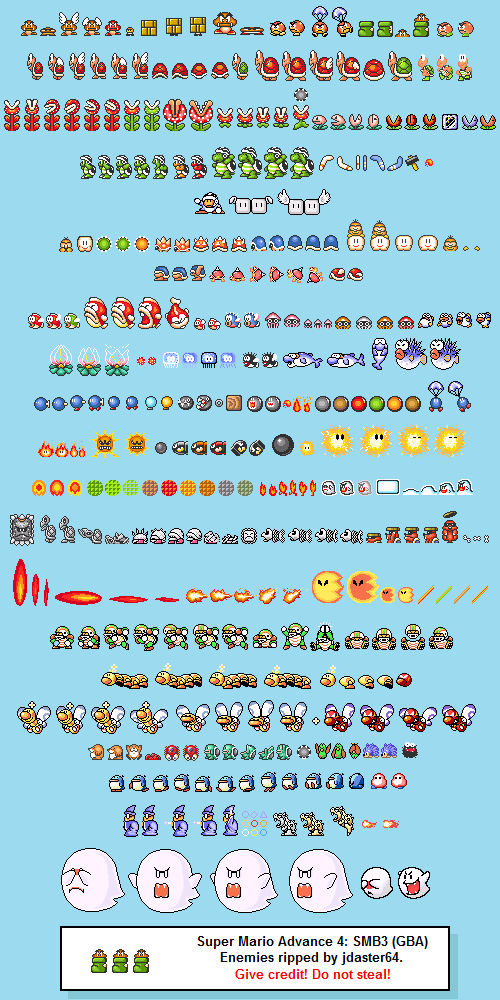 Super Mario Advance 4: SMB3 (GBA)
Enemies ripped by jdaster64.
Give credit! Do not steal!